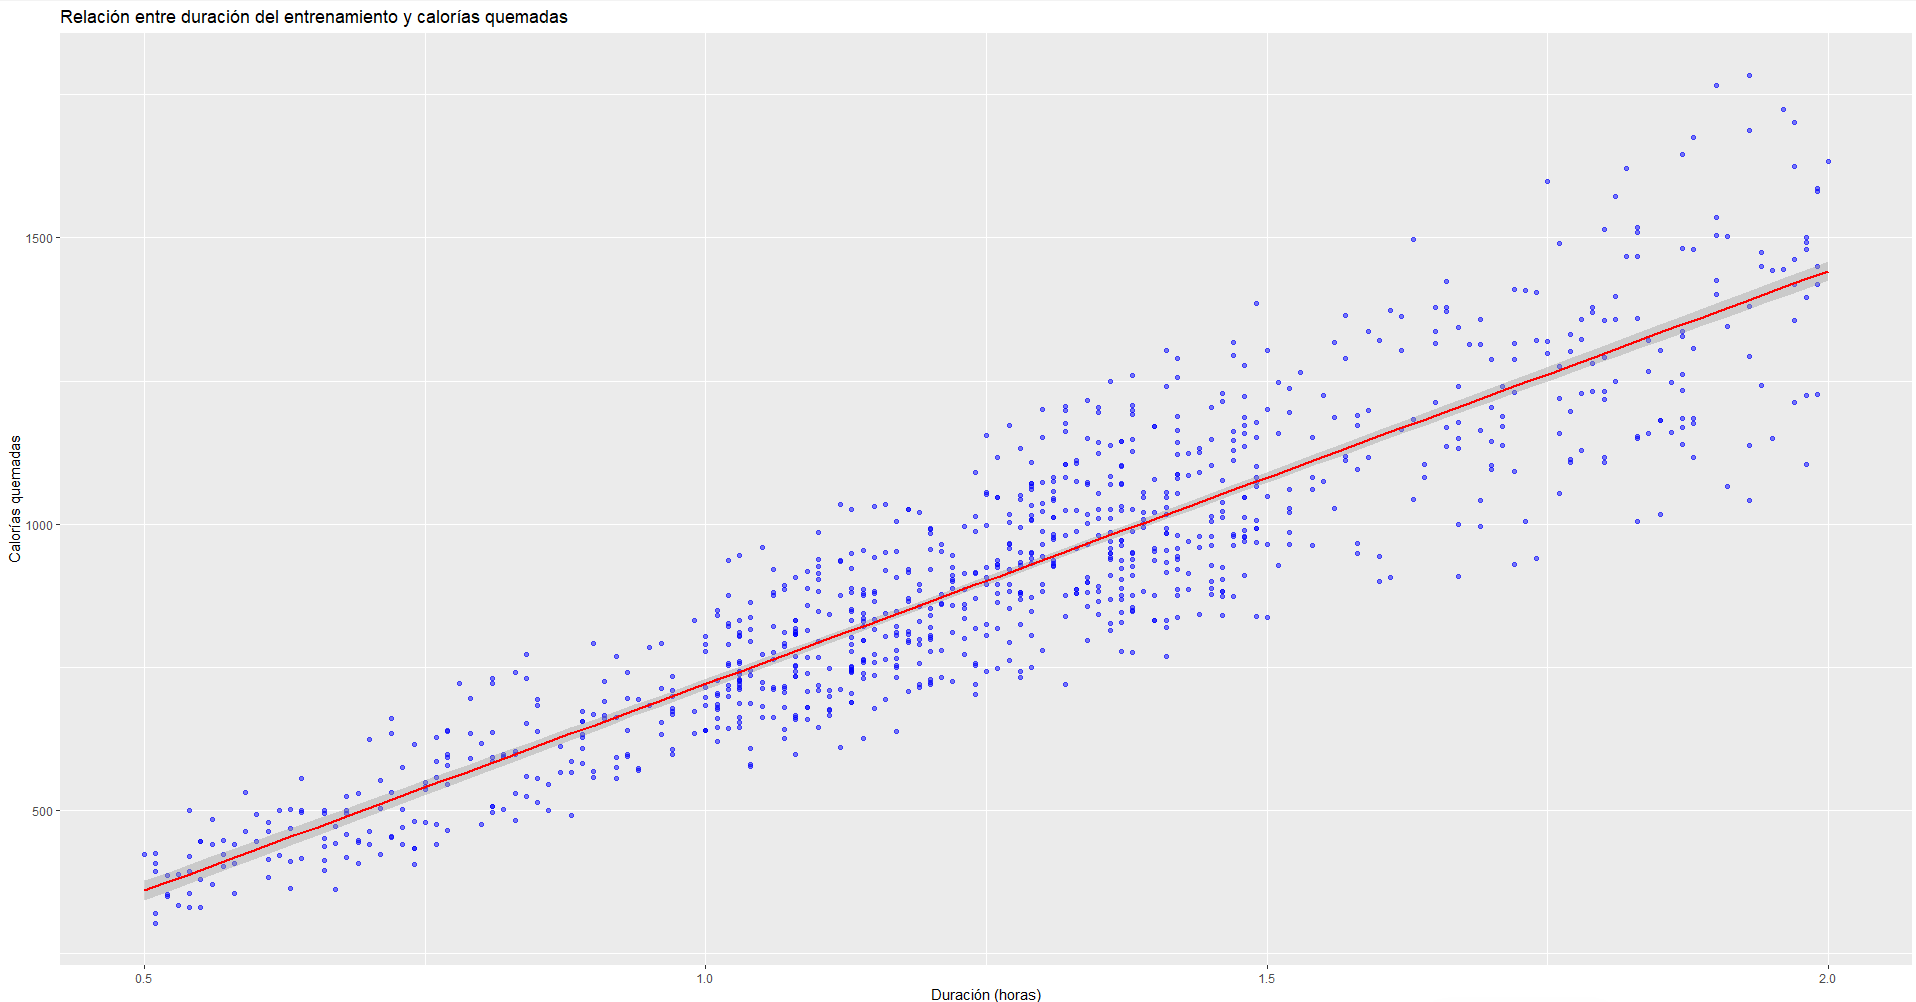 Relación entre duración del entrenamiento y calorías quemadas
Calorías quemadas
1500
1000
500
0.5
1.0
1.5
2.0
Duración (horas)